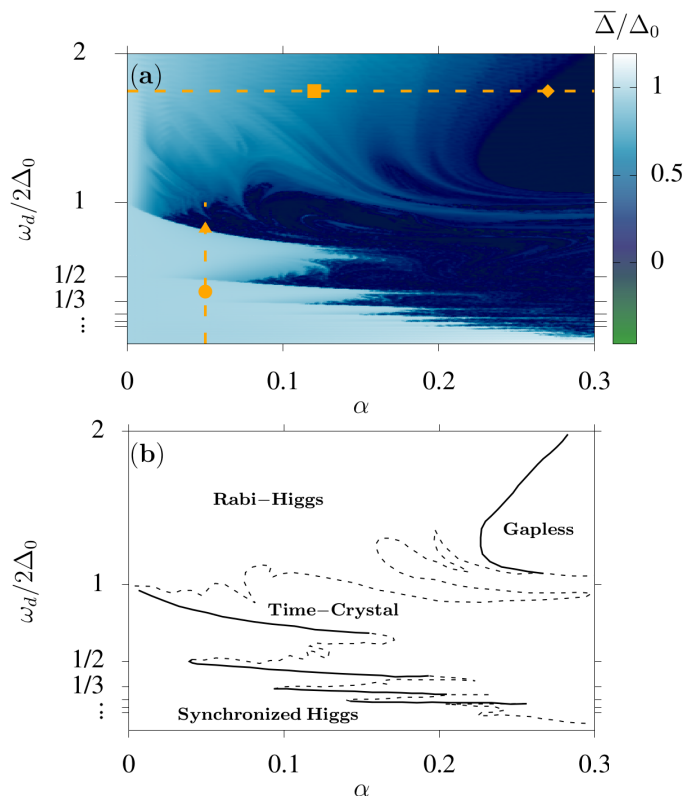 Δ̅/Δ₀
2
(a)
1
1
ω_d/2Δ₀
0.5
1/2
0
1/3
...
0
0.1
0.2
0.3
α
2
(b)
Rabi−Higgs
Gapless
ω_d/2Δ₀
1
Time−Crystal
1/2
1/3
...
Synchronized Higgs
0
0.1
0.2
0.3
α